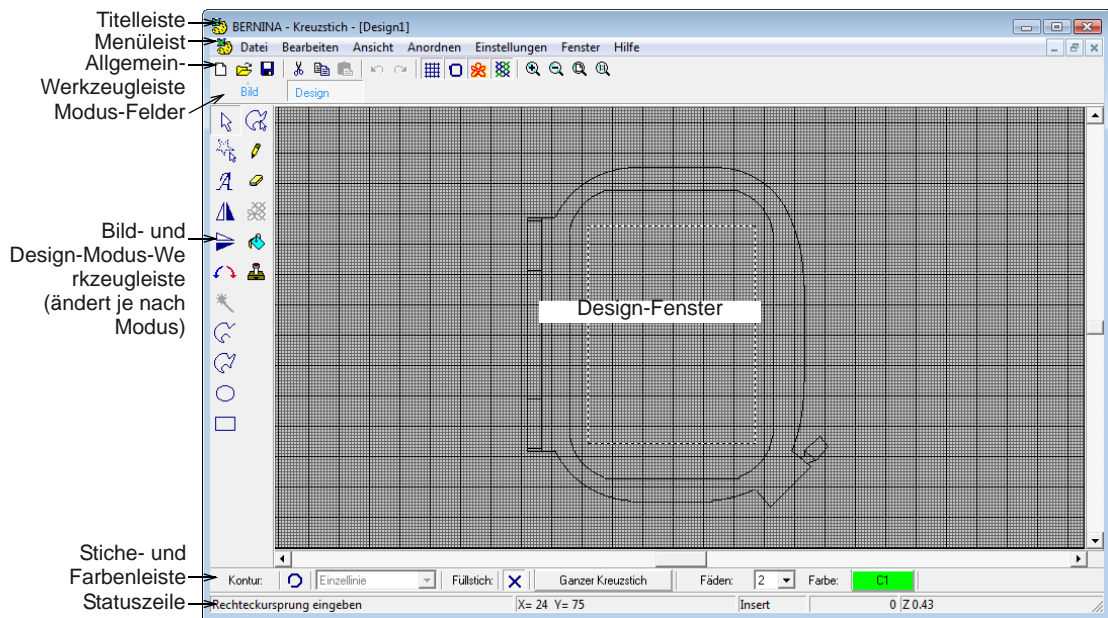 Titelleiste
BERNINA - Kreuzstich - [Design1]
Menüleist
Datei Bearbeiten Ansicht Anordnen Einstellungen Fenster Hilfe
Allgemein-
Werkzeugleiste
Modus-Felder
Bild Design
Bild- und
Design-Modus-We
rkzeugleiste
(ändert je nach
Modus)
Design-Fenster
Stiche- und
Farbenleiste
Kontur: Einzellinie Füllstich: Ganzer Kreuzstich Fäden: 2 Farbe: C1
Statuszeile
Rechteckursprung eingeben X= 24 Y= 75 Insert 0 Z 0.43